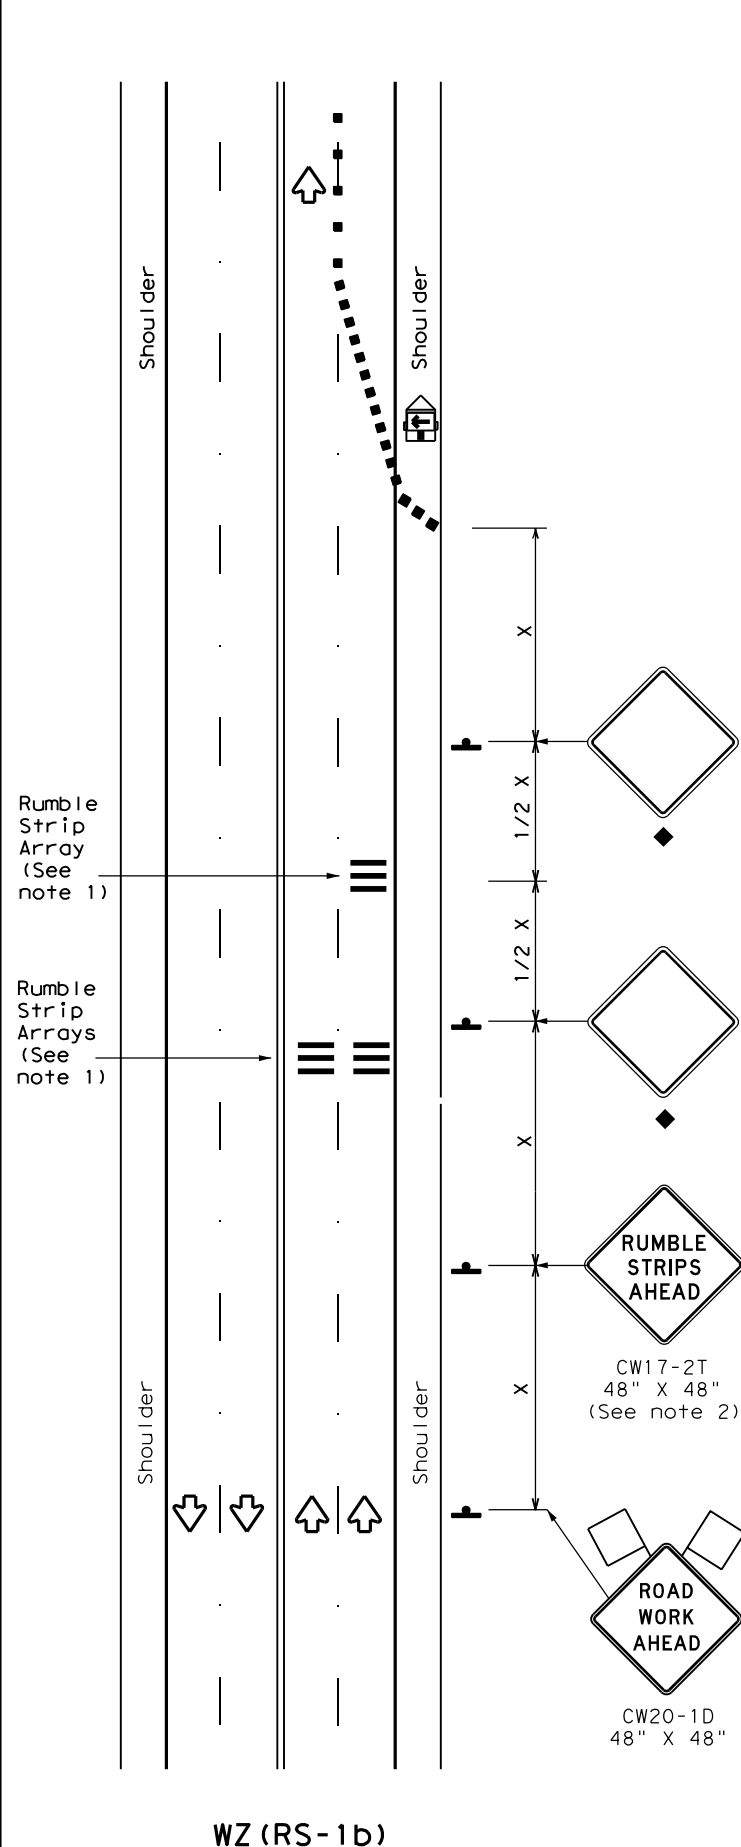 Shoulder
Shoulder
X
Rumble
Strip
Array
(See
note 1)
1/2 X
1/2 X
Rumble
Strip
Arrays
(See
note 1)
X
RUMBLE
STRIPS
AHEAD
CW17-2T
48" X 48"
(See note 2)
X
Shoulder
Shoulder
ROAD
WORK
AHEAD
CW20-1D
48" X 48"
WZ(RS-1b)